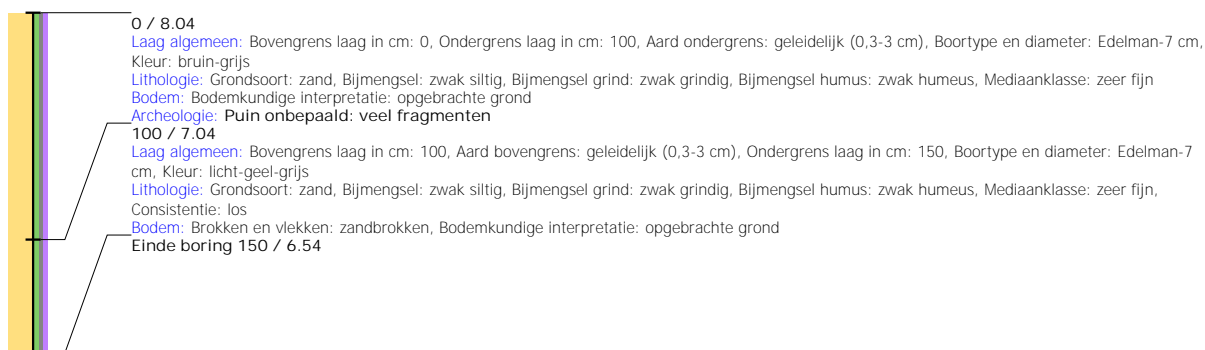 0 / 8.04
Laag algemeen: Bovengrens laag in cm: 0, Ondergrens laag in cm: 100, Aard ondergrens: geleidelijk (0,3-3 cm), Boortype en diameter: Edelman-7 cm,
Kleur: bruin-grijs
Lithologie: Grondsoort: zand, Bijmengsel: zwak siltig, Bijmengsel grind: zwak grindig, Bijmengsel humus: zwak humeus, Mediaanklasse: zeer fijn
Bodem: Bodemkundige interpretatie: opgebrachte grond
Archeologie: Puin onbepaald: veel fragmenten
100 / 7.04
Laag algemeen: Bovengrens laag in cm: 100, Aard bovengrens: geleidelijk (0,3-3 cm), Ondergrens laag in cm: 150, Boortype en diameter: Edelman-7
cm, Kleur: licht-geel-grijs
Lithologie: Grondsoort: zand, Bijmengsel: zwak siltig, Bijmengsel grind: zwak grindig, Bijmengsel humus: zwak humeus, Mediaanklasse: zeer fijn,
Consistentie: los
Bodem: Brokken en vlekken: zandbrokken, Bodemkundige interpretatie: opgebrachte grond
Einde boring 150 / 6.54